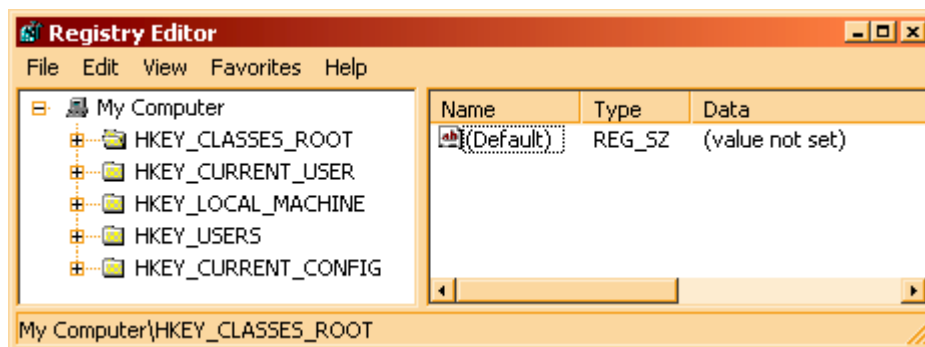 Registry Editor
File Edit View Favorites Help
My Computer
HKEY_CLASSES_ROOT
HKEY_CURRENT_USER
HKEY_LOCAL_MACHINE
HKEY_USERS
HKEY_CURRENT_CONFIG
Name Type Data
ab (Default) REG_SZ (value not set)
My Computer\HKEY_CLASSES_ROOT